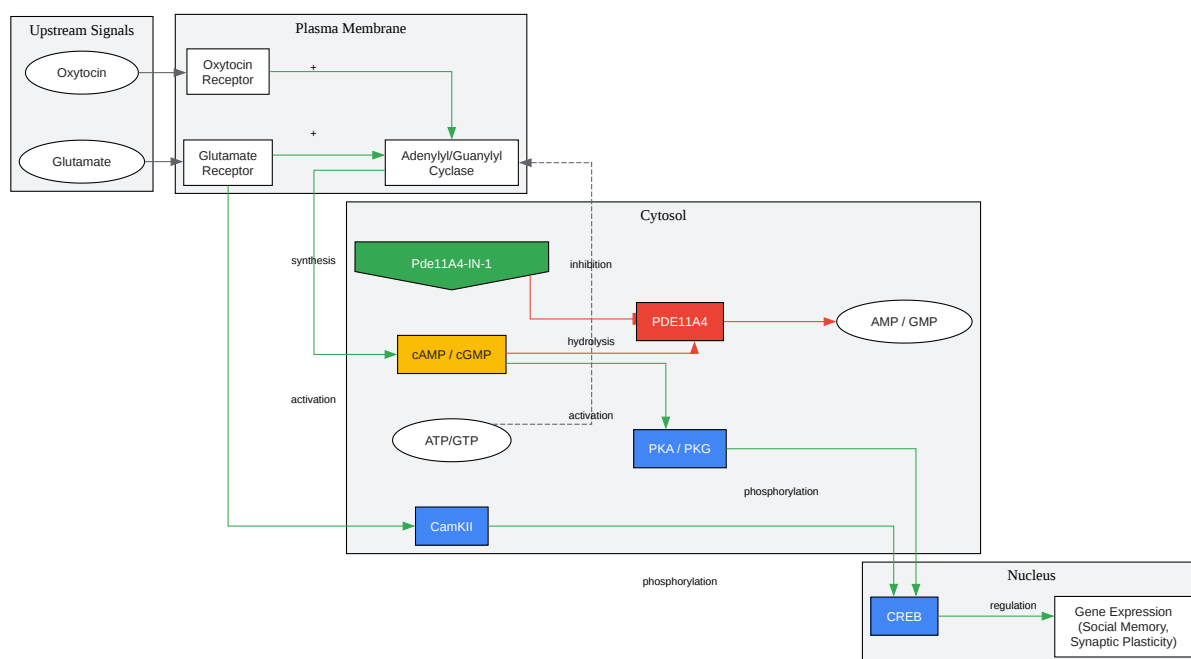 Upstream Signals
Plasma Membrane
Oxytocin
Oxytocin
Receptor
+
+
Glutamate
Glutamate
Receptor
Adenylyl/Guanylyl
Cyclase
Cytosol
synthesis
Pde11A4-IN-1
inhibition
PDE11A4
AMP / GMP
hydrolysis
cAMP / cGMP
activation
activation
ATP/GTP
PKA / PKG
phosphorylation
CamKII
phosphorylation
Nucleus
CREB
regulation
Gene Expression
(Social Memory,
Synaptic Plasticity)